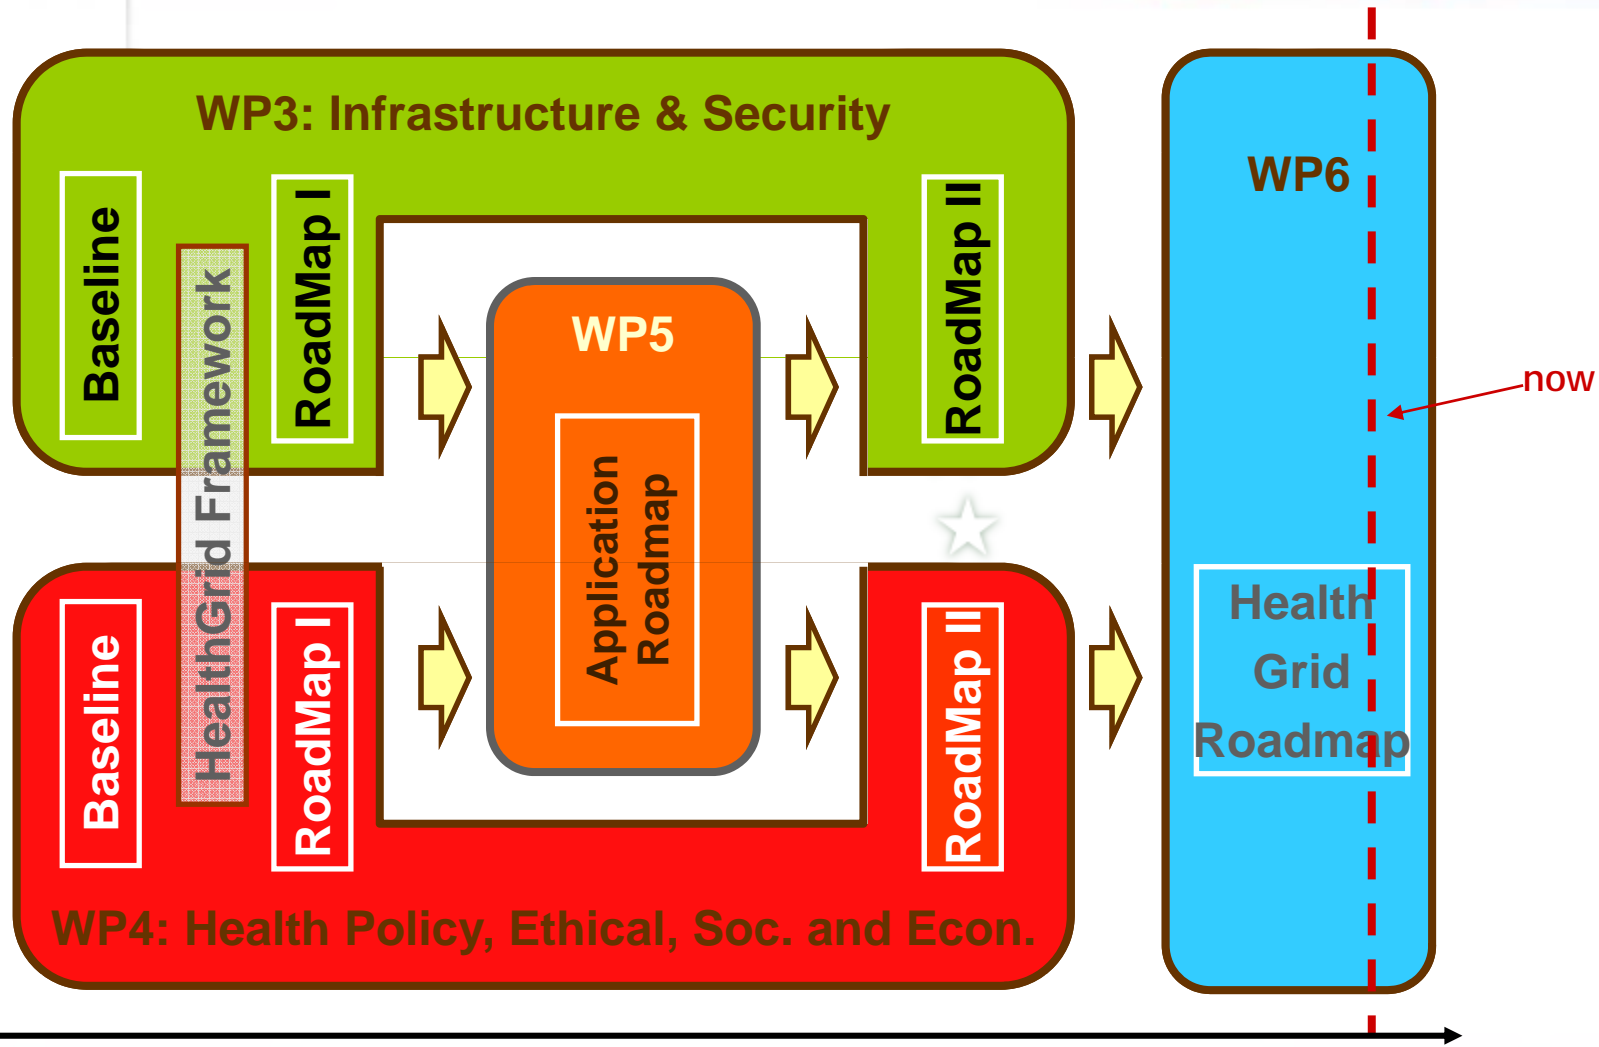 WP3: Infrastructure & Security
Baseline
RoadMap I
RoadMap II
HealthGrid Framework
WP5
Application
Roadmap
WP6
now
Health
Grid
Roadmap
Baseline
RoadMap I
RoadMap II
WP4: Health Policy, Ethical, Soc. and Econ.